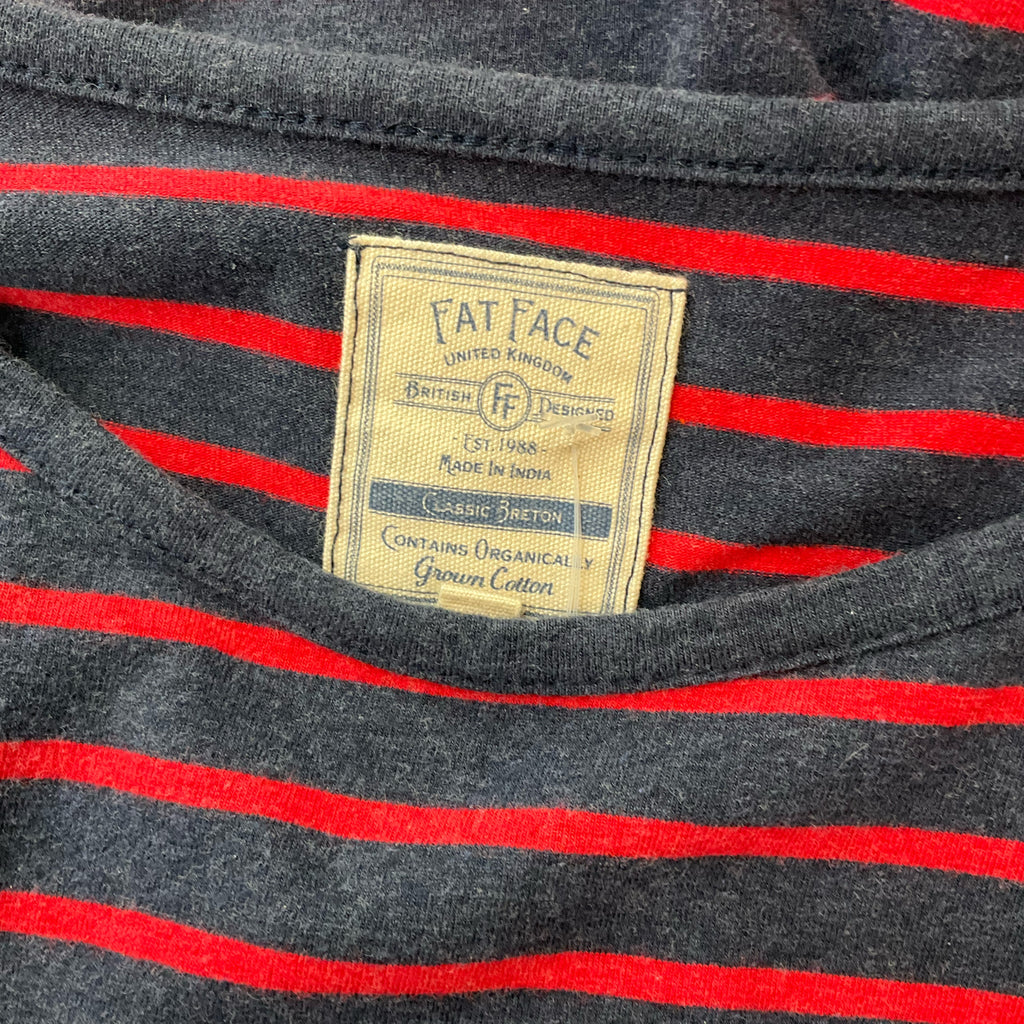 FAT FACE
UNITED KINGDOM
BRITISH FF DESIGNED
- EST. 1988 -
MADE IN INDIA
CLASSIC BRETON
CONTAINS ORGANICALLY
Grown Cotton